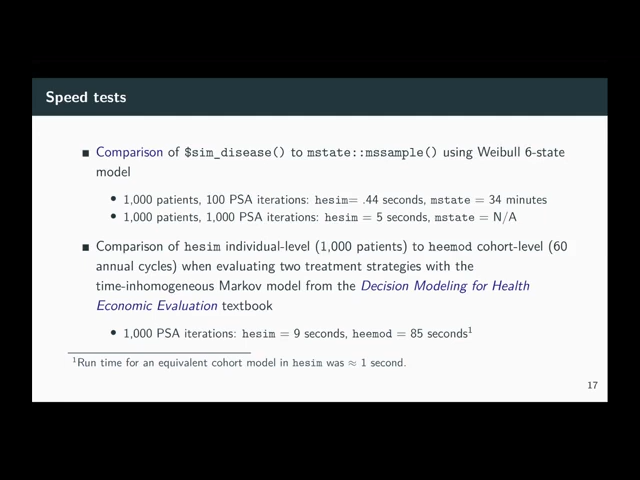 Speed tests
Comparison of $sim_disease() to mstate::mssample() using Weibull 6-state
model
1,000 patients, 100 PSA iterations: hesim= .44 seconds, mstate = 34 minutes
1,000 patients, 1,000 PSA iterations: hesim = 5 seconds, mstate = N/A
Comparison of hesim individual-level (1,000 patients) to heemod cohort-level (60
annual cycles) when evaluating two treatment strategies with the
time-inhomogeneous Markov model from the Decision Modeling for Health
Economic Evaluation textbook
1,000 PSA iterations: hesim = 9 seconds, heemod = 85 seconds¹
¹Run time for an equivalent cohort model in hesim was ≈ 1 second.
17